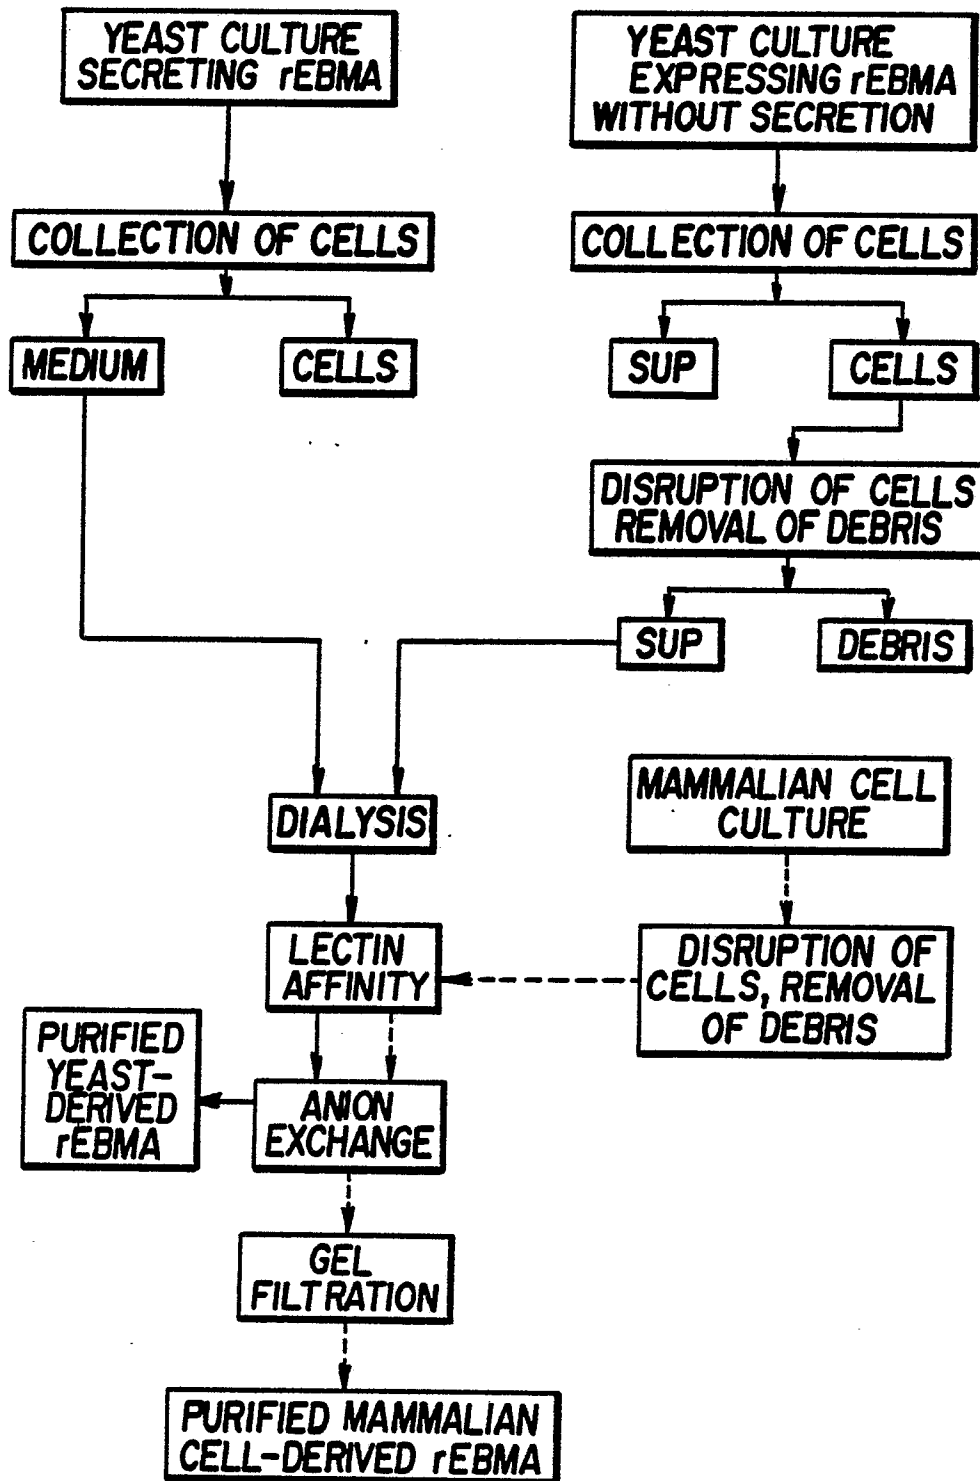 YEAST CULTURE
SECRETING rEBMA
YEAST CULTURE
EXPRESSING rEBMA
WITHOUT SECRETION
COLLECTION OF CELLS
COLLECTION OF CELLS
MEDIUM
CELLS
SUP
CELLS
DISRUPTION OF CELLS
REMOVAL OF DEBRIS
SUP
DEBRIS
DIALYSIS
MAMMALIAN CELL
CULTURE
LECTIN
AFFINITY
DISRUPTION OF
CELLS, REMOVAL
OF DEBRIS
PURIFIED
YEAST-
DERIVED
rEBMA
ANION
EXCHANGE
GEL
FILTRATION
PURIFIED MAMMALIAN
CELL-DERIVED rEBMA